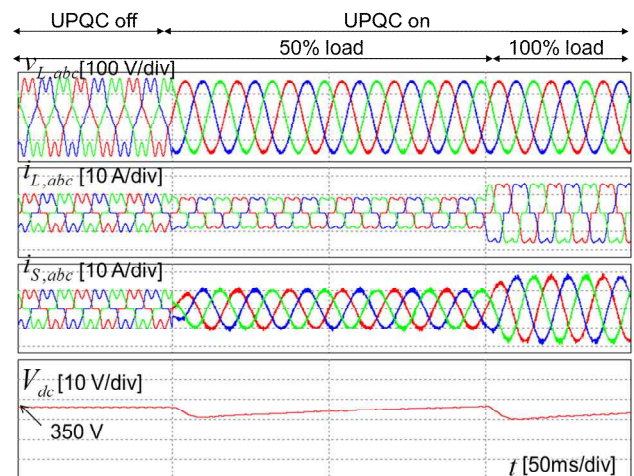 UPQC off UPQC on
50% load 100% load
v_L,abc [100 V/div]
i_L,abc [10 A/div]
i_S,abc [10 A/div]
V_dc [10 V/div]
350 V
t [50ms/div]